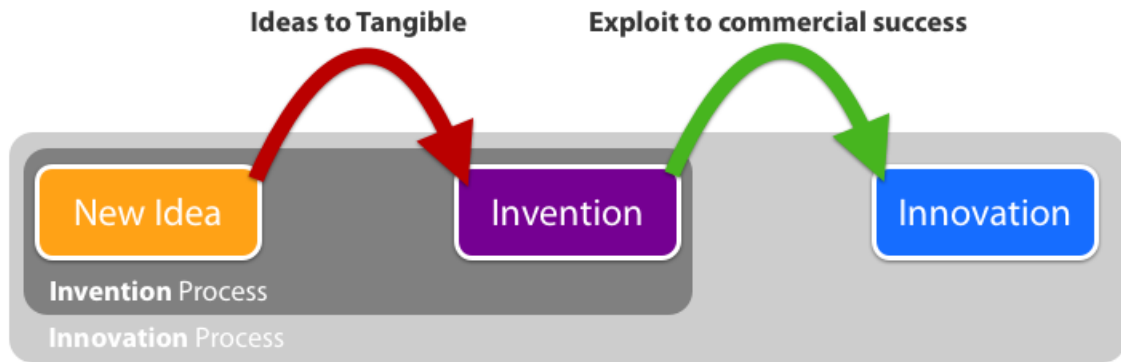 Ideas to Tangible
Exploit to commercial success
New Idea
Invention
Innovation
Invention Process
Innovation Process